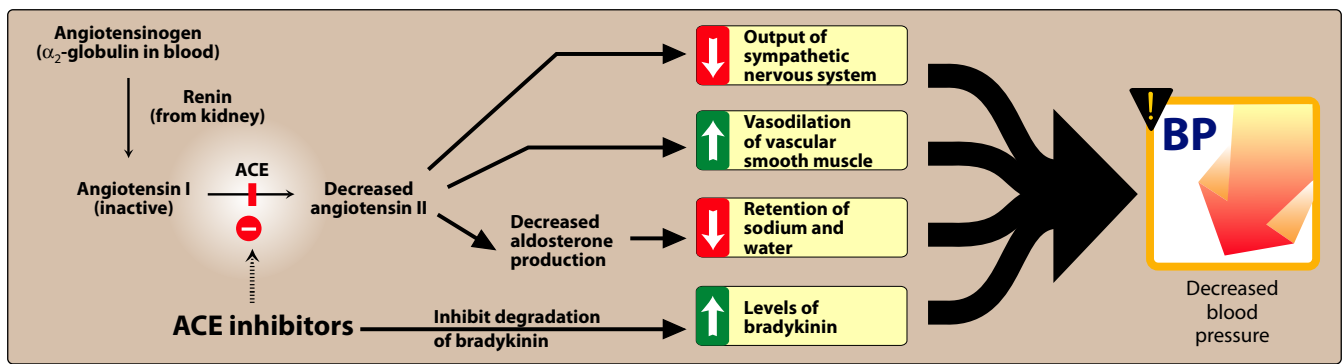 Angiotensinogen
(α₂-globulin in blood)
Renin
(from kidney)
ACE
Angiotensin I
(inactive)
Decreased
angiotensin II
Decreased
aldosterone
production
ACE inhibitors
Inhibit degradation
of bradykinin
Output of
sympathetic
nervous system
Vasodilation
of vascular
smooth muscle
Retention of
sodium and
water
Levels of
bradykinin
!
BP
Decreased
blood
pressure